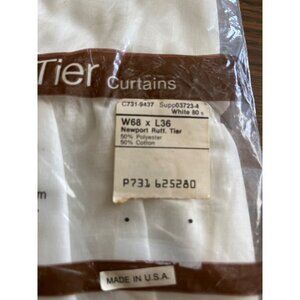 Tier Curtains
C731-9437 Supp03723-4
White 80 s
W68 x L36
Newport Ruff. Tier
50% Polyester
50% Cotton
P731 625280
m
MADE IN U.S.A.